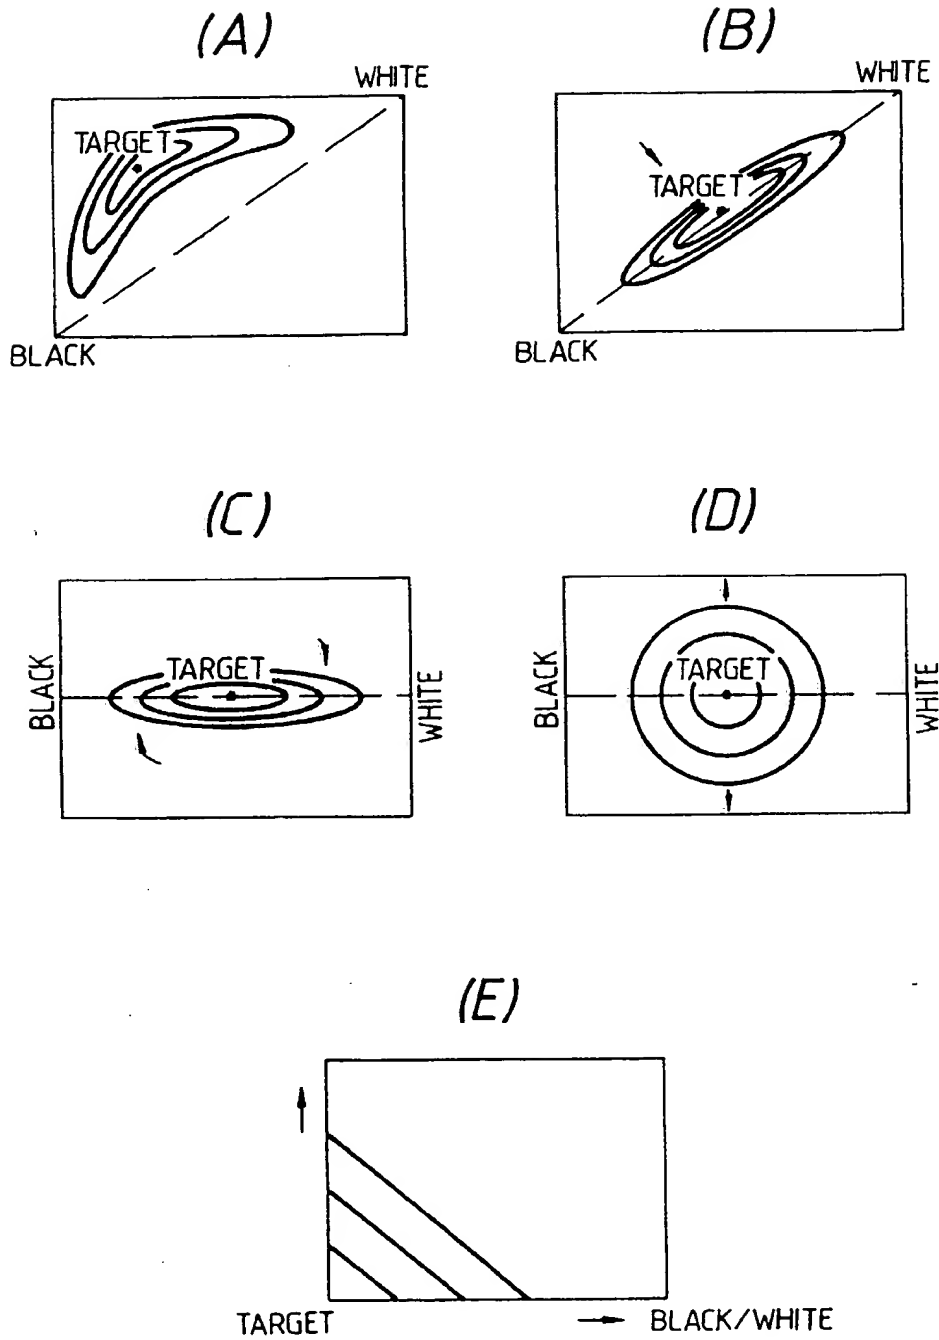 (A)
(B)
WHITE
WHITE
TARGET
TARGET
BLACK
BLACK
(C)
(D)
BLACK
TARGET
WHITE
BLACK
TARGET
WHITE
(E)
TARGET
BLACK/WHITE